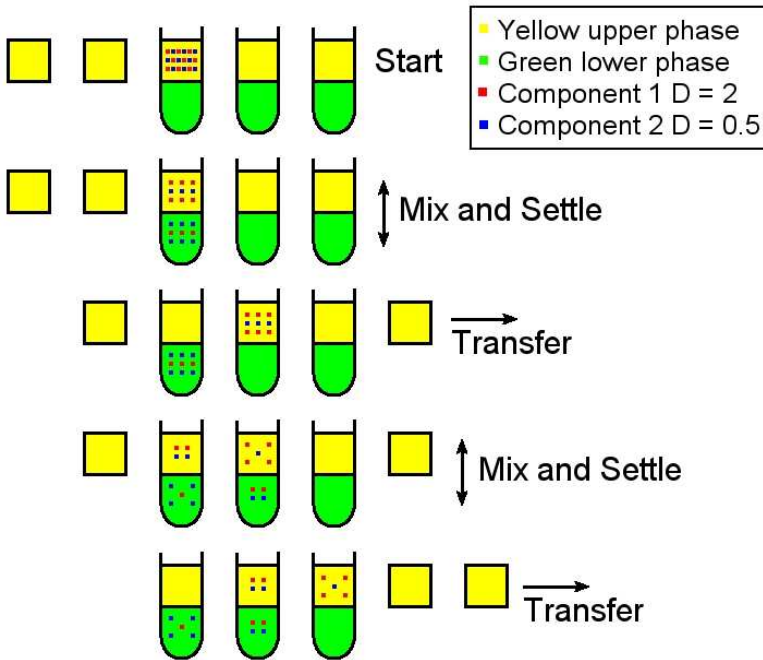 Start
Yellow upper phase
Green lower phase
Component 1 D = 2
Component 2 D = 0.5
Mix and Settle
Transfer
Mix and Settle
Transfer